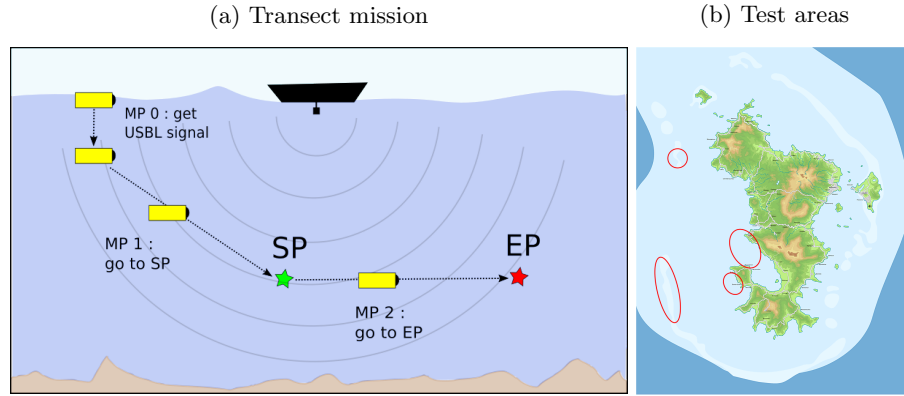 (a) Transect mission
(b) Test areas
MP 0 : get
USBL signal
MP 1 :
go to SP
SP
EP
MP 2 :
go to EP